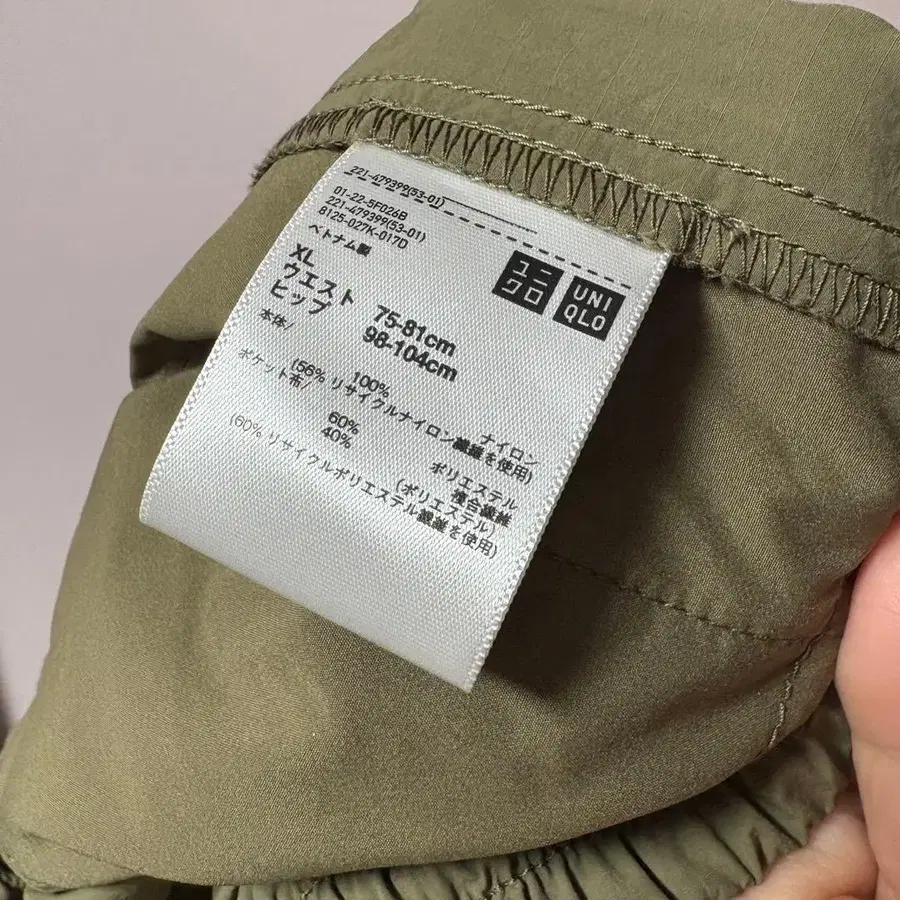 221-479399(53-01)
01-22-5F026B
221-479399(53-01)
8125-027K-017D
ベトナム製
ユニ
クロ
UNI
QLO
XL
ウエスト 75-81cm
ヒップ 98-104cm
本体/
100% ナイロン
(56% リサイクルナイロン繊維を使用)
ポケット布/
60% ポリエステル
40% 複合繊維
(ポリエステル)
(60% リサイクルポリエステル繊維を使用)